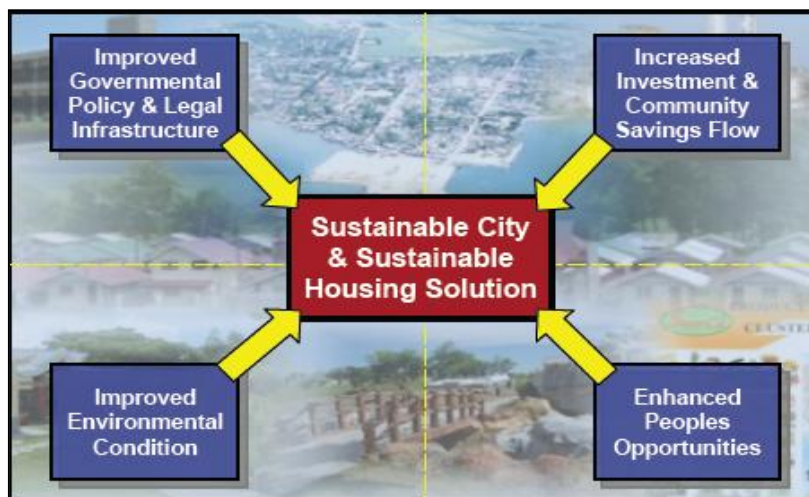 Improved
Governmental
Policy & Legal
Infrastructure
Increased
Investment &
Community
Savings Flow
Sustainable City
& Sustainable
Housing Solution
Improved
Environmental
Condition
Enhanced
Peoples
Opportunities